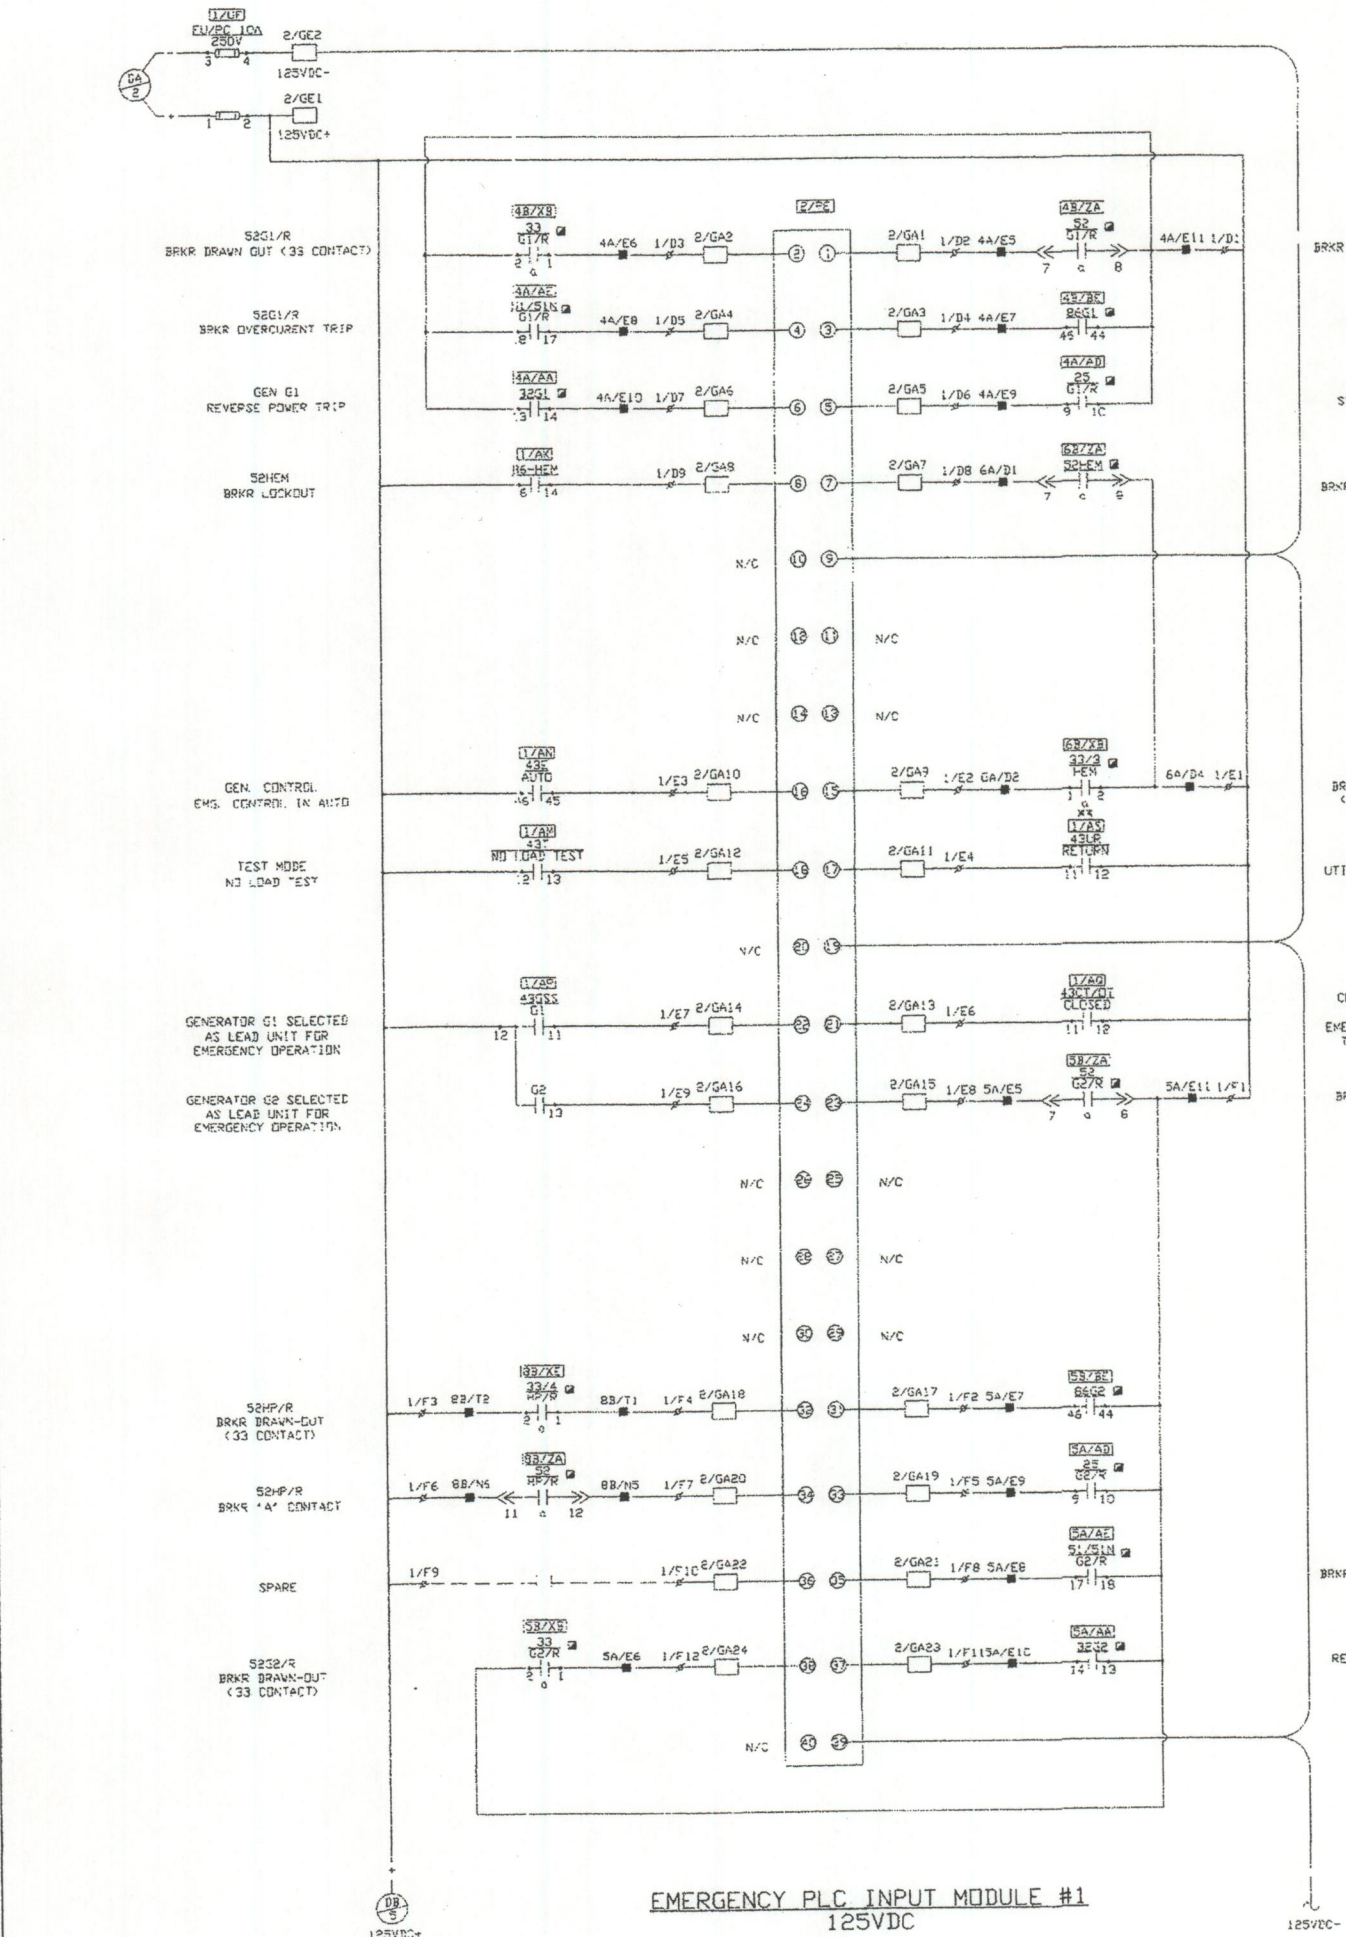 1/UF
EU/PC 10A
250V
3 4
2/GE2
125VDC-
2
2/GE1
- +
1 2
125VDC+
52G1/R
BRKR DRAWN OUT (33 CONTACT)
4B/XB
33
G1/R
2 1
a
4A/E6 1/D3 2/GA2
2/PE
2 1
2/GA1 1/D2 4A/E5
4B/ZA
52
G1/R
7 a 8
4A/E11
BRKR
52G1/R
BRKR OVERCURENT TRIP
4A/AE
G1/R
17
4A/E8 1/D5 2/GA4
4 3
2/GA3 1/D4 4A/E7
4B/BE
86G1
45 44
GEN G1
REVERSE POWER TRIP
4A/AA
32G1
14
4A/E10 1/D7 2/GA6
6 5
2/GA5 1/D6 4A/E9
4A/AD
25
G1/R
9 10
52HEM
BRKR LOCKOUT
1/AK
86-HEM
6 14
1/D9 2/GA8
8 7
2/GA7 1/D8 6A/D1
6B/ZA
52HEM
7
N/C 10 9
N/C 12 11 N/C
N/C 14 13 N/C
GEN. CONTROL
EMG. CONTROL IN AUTO
1/AN
43E
AUTO
45
1/E3 2/GA10
16 15
2/GA9 1/E2 6A/D2
6B/XB
33/3
HEM
1 2
a
**
6A/D4 1/E1
TEST MODE
NO LOAD TEST
1/AM
43T
NO LOAD TEST
13
1/E5 2/GA12
18 17
2/GA11 1/E4
1/AS
43LR
RETURN
11 12
UTI
N/C 20 19
GENERATOR G1 SELECTED
AS LEAD UNIT FOR
EMERGENCY OPERATION
1/AP
43GSS
G1
12 11
1/E7 2/GA14
22 21
2/GA13 1/E6
1/AQ
43CT/OT
CLOSED
11 12
GENERATOR G2 SELECTED
AS LEAD UNIT FOR
EMERGENCY OPERATION
G2
13
1/E9 2/GA16
24 23
2/GA15 1/E8 5A/E5
5B/ZA
52
G2/R
7 a
5A/E11 1/F1
N/C 26 25 N/C
N/C 28 27 N/C
N/C 30 29 N/C
52HP/R
BRKR DRAWN-OUT
(33 CONTACT)
1/F3 8B/T2
8B/XE
33/4
HP/R
2 1
a
8B/T1 1/F4 2/GA18
32 31
2/GA17 1/F2 5A/E7
5B/BE
86G2
44
52HP/R
BRKR "A" CONTACT
1/F6 8B/N6
8B/ZA
52
HP/R
11 a 12
8B/N5 1/F7 2/GA20
34 33
2/GA19 1/F5 5A/E9
5A/AD
25
G2/R
9 10
SPARE
1/F9
1/F10 2/GA22
36 35
2/GA21 1/F8 5A/E8
5A/AE
51/51N
G2/R
17 18
BRKR
52G2/R
BRKR DRAWN-OUT
(33 CONTACT)
5B/XB
33
G2/R
2 1
a
5A/E6 1/F12 2/GA24
38 37
2/GA23 1/F11 5A/E10
5A/AA
32G2
14 13
RE
N/C 40 39
+
DB
5
125VDC+
EMERGENCY PLC INPUT MODULE #1
125VDC
125VDC-